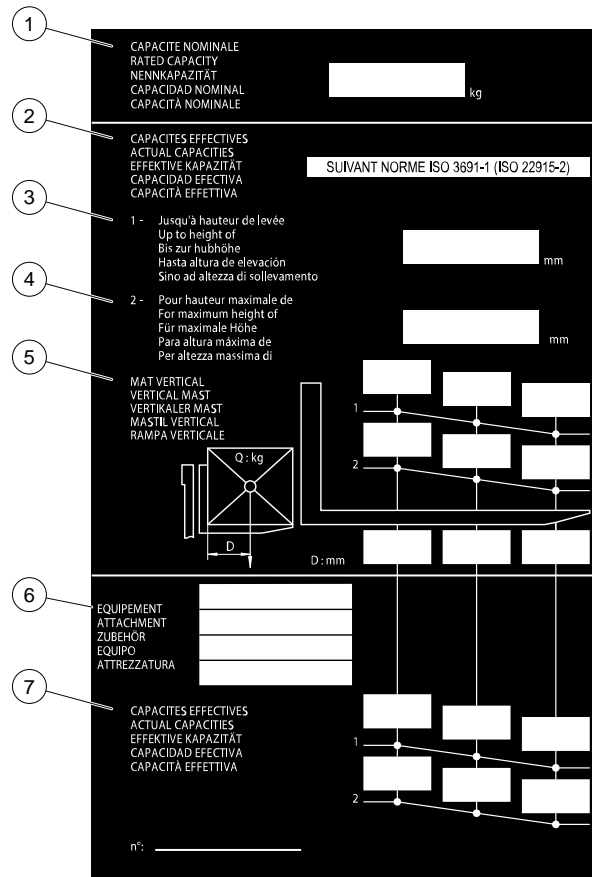 1
CAPACITE NOMINALE
RATED CAPACITY
NENNKAPAZITÄT
CAPACIDAD NOMINAL
CAPACITÀ NOMINALE
kg
2
CAPACITES EFFECTIVES
ACTUAL CAPACITIES
EFFEKTIVE KAPAZITÄT
CAPACIDAD EFECTIVA
CAPACITÀ EFFETTIVA
SUIVANT NORME ISO 3691-1 (ISO 22915-2)
3
1 - Jusqu'à hauteur de levée
Up to height of
Bis zur hubhöhe
Hasta altura de elevación
Sino ad altezza di sollevamento
mm
4
2 - Pour hauteur maximale de
For maximum height of
Für maximale Höhe
Para altura máxima de
Per altezza massima di
mm
5
MAT VERTICAL
VERTICAL MAST
VERTIKALER MAST
MASTIL VERTICAL
RAMPA VERTICALE
1
2
Q : kg
D
D : mm
6
EQUIPEMENT
ATTACHMENT
ZUBEHÖR
EQUIPO
ATTREZZATURA
7
CAPACITES EFFECTIVES
ACTUAL CAPACITIES
EFFEKTIVE KAPAZITÄT
CAPACIDAD EFECTIVA
CAPACITÀ EFFETTIVA
1
2
n°: